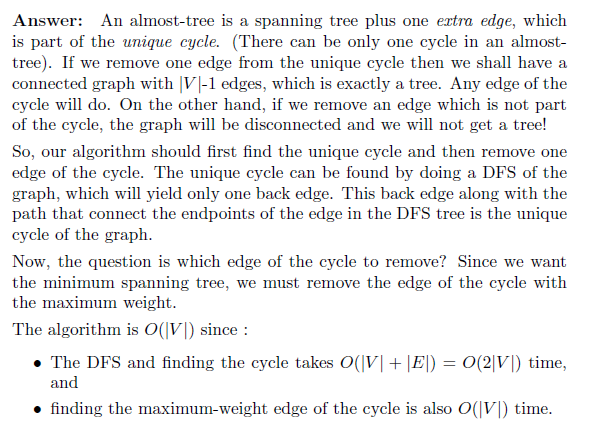 Answer: An almost-tree is a spanning tree plus one extra edge, which
is part of the unique cycle. (There can be only one cycle in an almost-
tree). If we remove one edge from the unique cycle then we shall have a
connected graph with |V|-1 edges, which is exactly a tree. Any edge of the
cycle will do. On the other hand, if we remove an edge which is not part
of the cycle, the graph will be disconnected and we will not get a tree!
So, our algorithm should first find the unique cycle and then remove one
edge of the cycle. The unique cycle can be found by doing a DFS of the
graph, which will yield only one back edge. This back edge along with the
path that connect the endpoints of the edge in the DFS tree is the unique
cycle of the graph.
Now, the question is which edge of the cycle to remove? Since we want
the minimum spanning tree, we must remove the edge of the cycle with
the maximum weight.
The algorithm is O(|V|) since :
• The DFS and finding the cycle takes O(|V| + |E|) = O(2|V|) time,
and
• finding the maximum-weight edge of the cycle is also O(|V|) time.